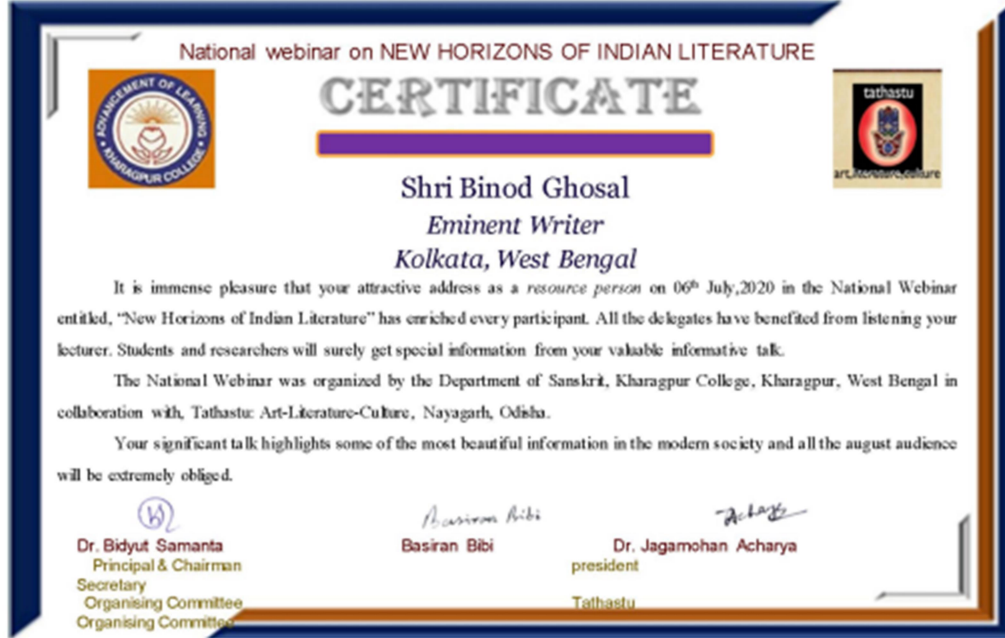 National webinar on NEW HORIZONS OF INDIAN LITERATURE
CERTIFICATE
ADVANCEMENT OF LEARNING
KHARAGPUR COLLEGE
tathastu
art,literature,culture
Shri Binod Ghosal
Eminent Writer
Kolkata, West Bengal
It is immense pleasure that your attractive address as a resource person on 06th July,2020 in the National Webinar
entitled, “New Horizons of Indian Literature” has enriched every participant. All the delegates have benefited from listening your
lecturer. Students and researchers will surely get special information from your valuable informative talk.
The National Webinar was organized by the Department of Sanskrit, Kharagpur College, Kharagpur, West Bengal in
collaboration with, Tathastu: Art-Literature-Culture, Nayagarh, Odisha.
Your significant talk highlights some of the most beautiful information in the modern society and all the august audience
will be extremely obliged.
Basiran Bibi
Acharya
Dr. Bidyut Samanta Basiran Bibi Dr. Jagamohan Acharya
Principal & Chairman president
Secretary
Organising Committee Tathastu
Organising Committee